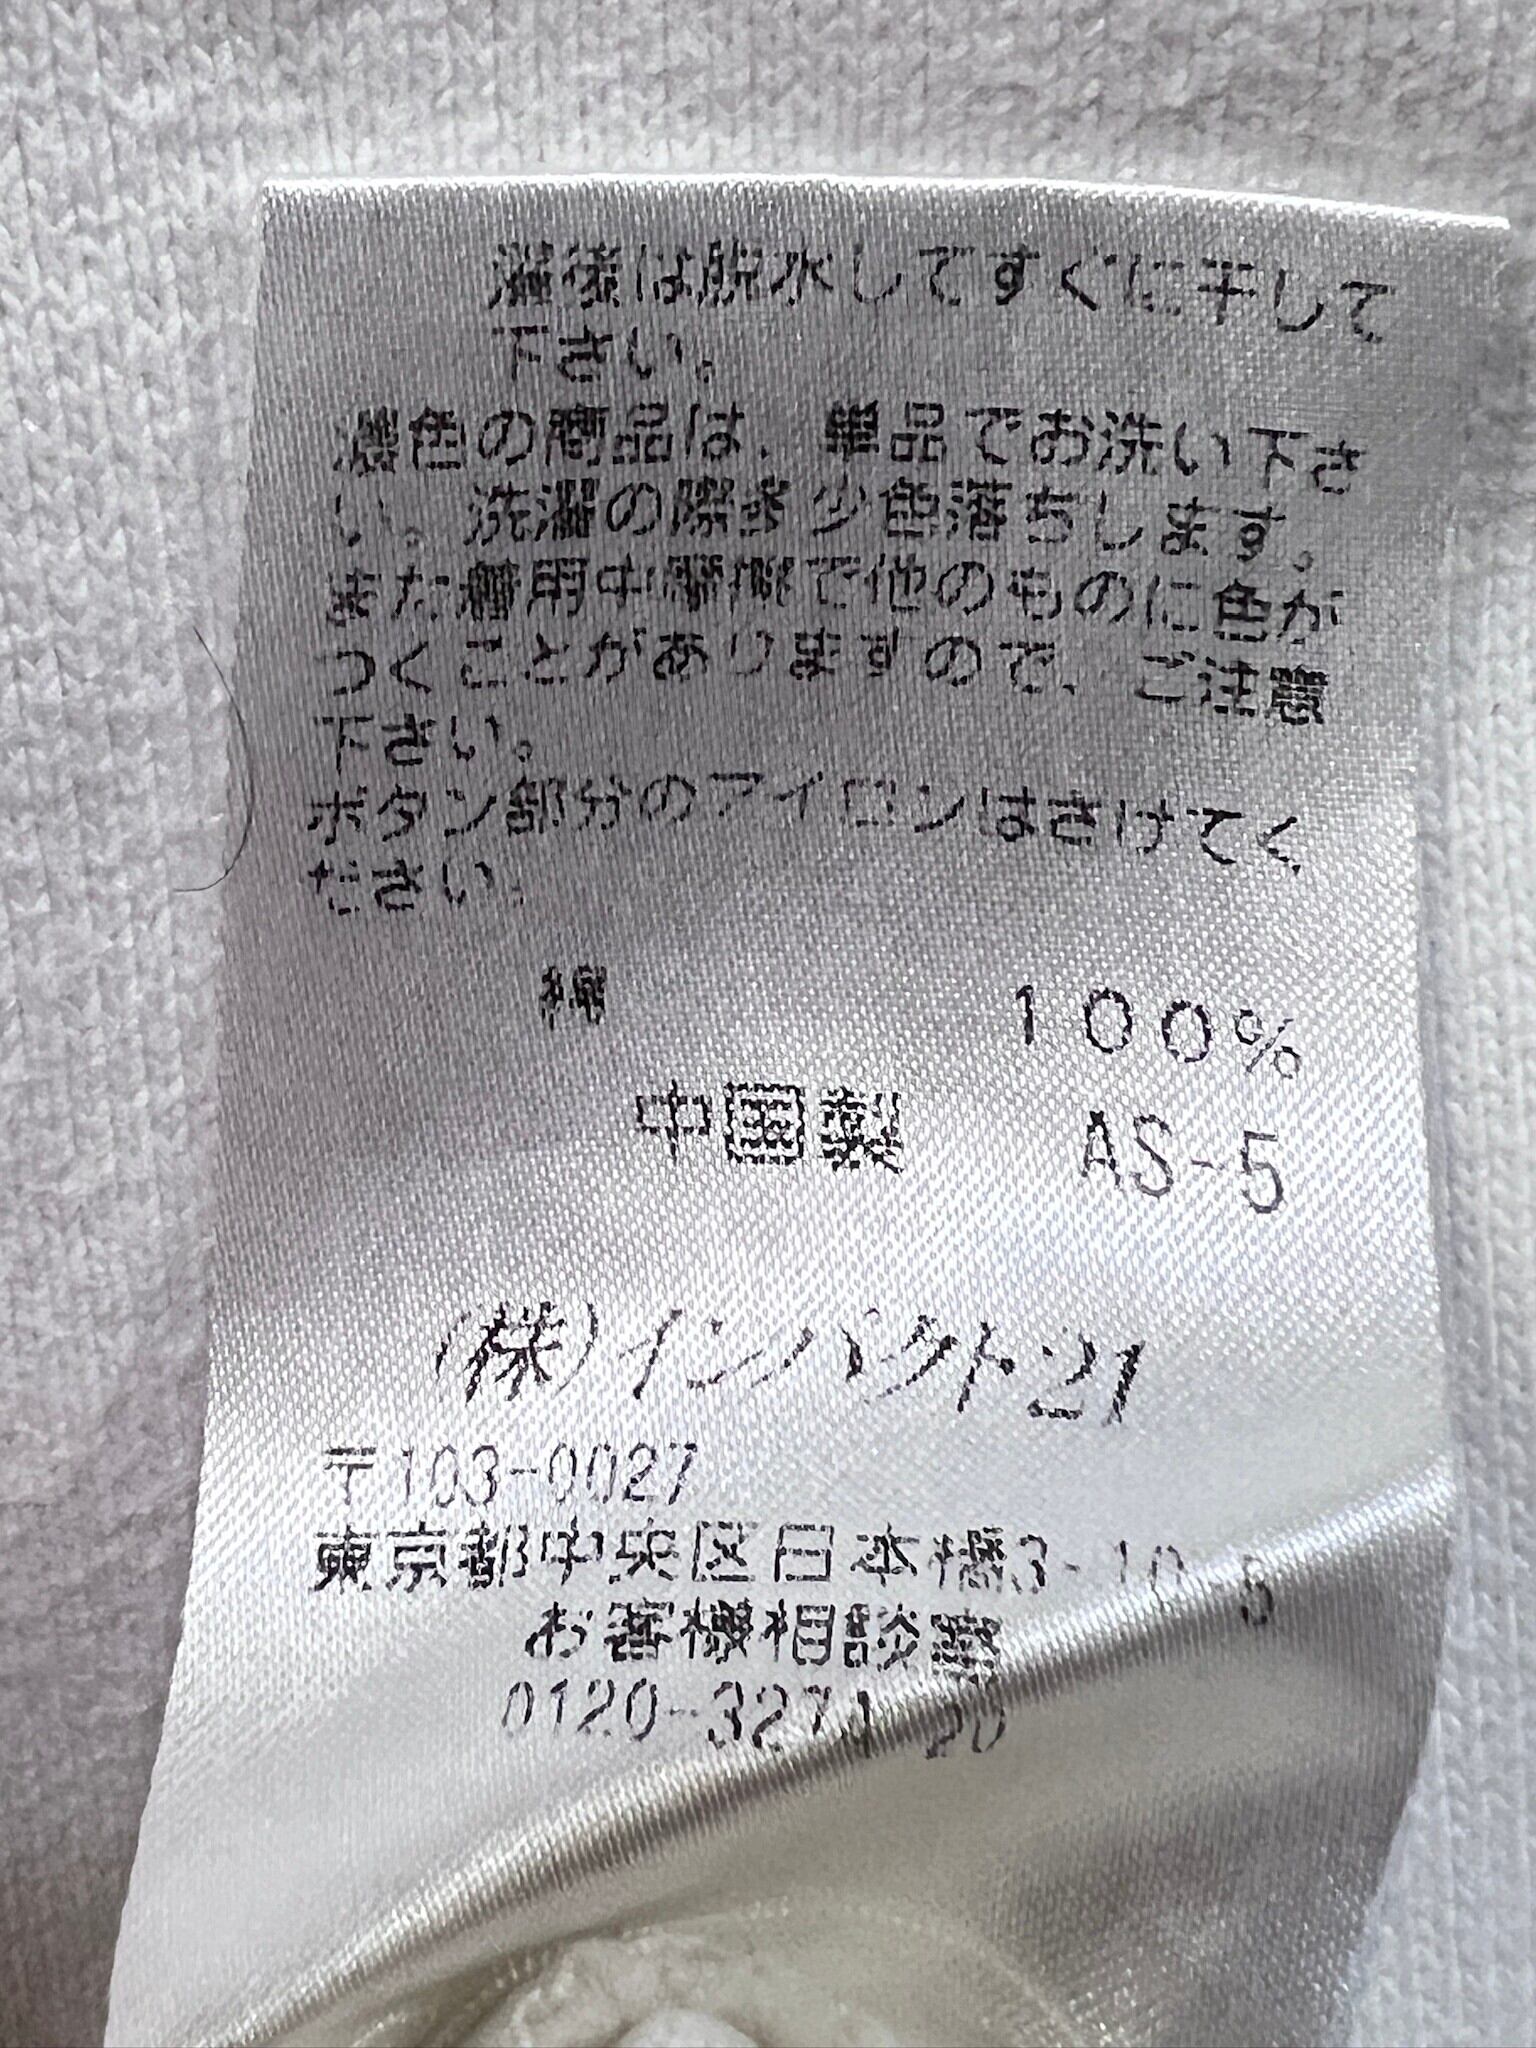 濯後は脱水してすぐに干して
下さい。
濃色の商品は、単品でお洗い下さ
い。洗濯の際多少色落ちします。
また着用中摩擦で他のものに色が
つくことがありますので、ご注意
下さい。
ボタン部分のアイロンはさけてく
ださい。
綿 100%
中国製 AS-5
(株)インパクト21
〒103-0027
東京都中央区日本橋3-10-5
お客様相談室
0120-3274-20